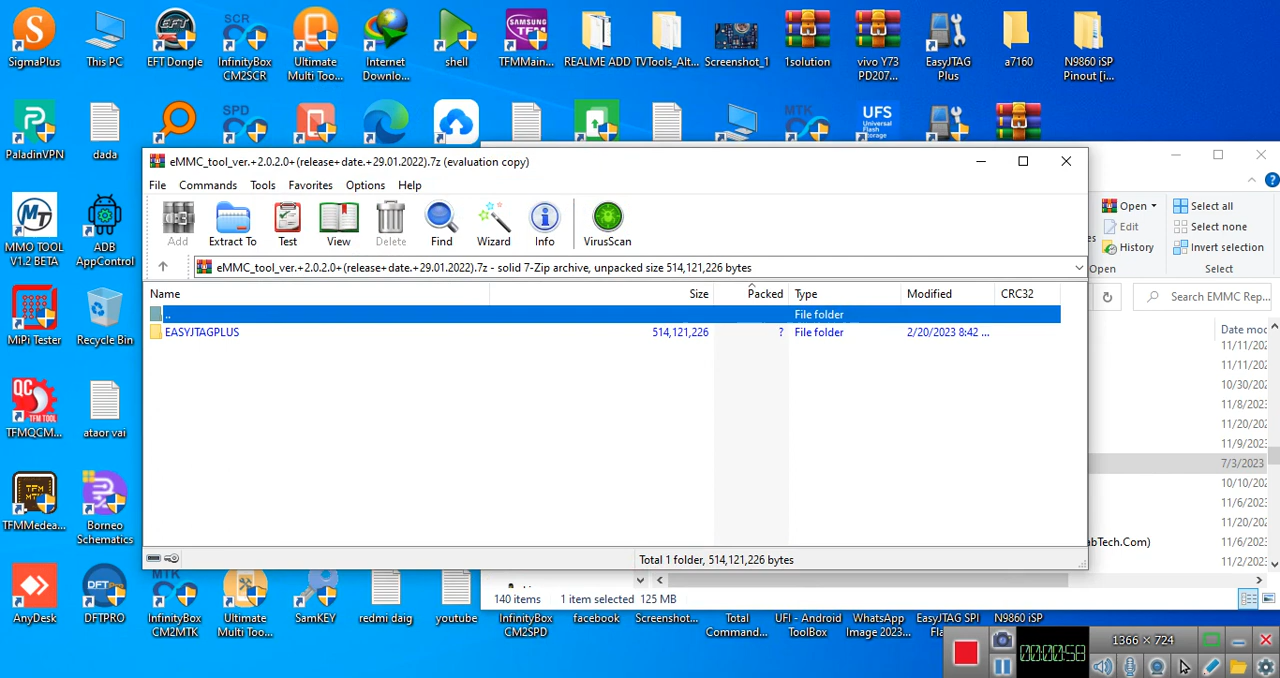 SigmaPlus
This PC
EFT Dongle
InfinityBox
CM2SCR
Ultimate
Multi Too...
Internet
Downlo...
shell
TFMMain...
REALME ADD
TVTools_Alt...
Screenshot_1
1solution
vivo Y73
PD207...
EasyJTAG
Plus
a7160
N9860 iSP
Pinout [i...
SCR
SAMSUNG
TFM
EFT
PaladinVPN
dada
SPD
MTK
UFS
Universal
Flash
STORAGE
eMMC_tool_ver.+2.0.2.0+(release+date.+29.01.2022).7z (evaluation copy)
File
Commands
Tools
Favorites
Options
Help
Add
Extract To
Test
View
Delete
Find
Wizard
Info
VirusScan
eMMC_tool_ver.+2.0.2.0+(release+date.+29.01.2022).7z - solid 7-Zip archive, unpacked size 514,121,226 bytes
Name
Size
Packed
Type
Modified
CRC32
..
File folder
EASYJTAGPLUS
514,121,226
?
File folder
2/20/2023 8:42 ...
Total 1 folder, 514,121,226 bytes
MT
MMO TOOL
V1.2 BETA
ADB
AppControl
MiPi Tester
Recycle Bin
QC
TFMQCM...
ataor vai
TFM
MTK
TFMMedea...
Borneo
Schematics
Open
Select all
Edit
Select none
es
History
Invert selection
Open
Select
Search EMMC Rep...
Date moc
11/11/202
11/11/202
10/30/202
11/8/2023
11/20/202
11/9/2023
7/3/2023
10/10/202
11/6/2023
11/20/202
abTech.Com)
11/6/2023
11/2/2023
140 items
1 item selected
125 MB
AnyDesk
DFT PRO
DFTPRO
MTK
InfinityBox
CM2MTK
Ultimate
Multi Too...
SamKEY
redmi daig
youtube
InfinityBox
CM2SPD
facebook
Screenshot...
Total
Command...
UFI - Android
ToolBox
WhatsApp
Image 2023...
EasyJTAG SPI
Fl
N9860 iSP
1366 × 724
00:00:58